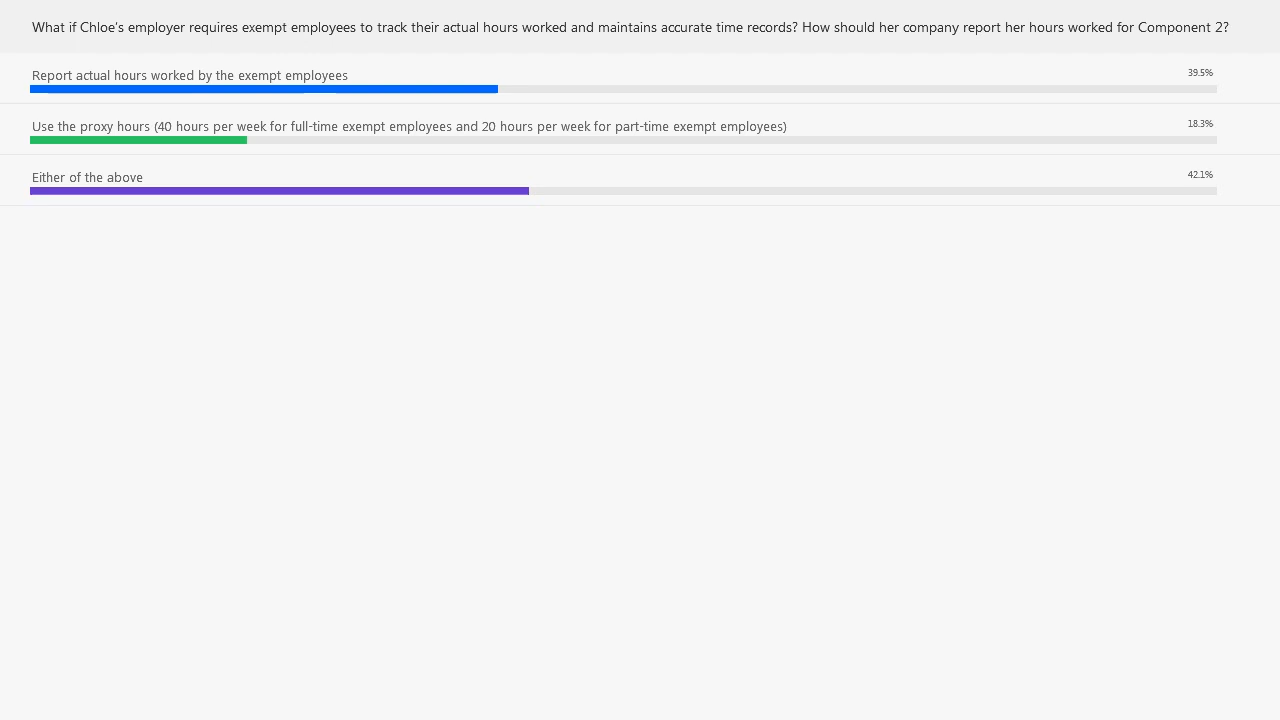 What if Chloe's employer requires exempt employees to track their actual hours worked and maintains accurate time records? How should her company report her hours worked for Component 2?
Report actual hours worked by the exempt employees
39.5%
Use the proxy hours (40 hours per week for full-time exempt employees and 20 hours per week for part-time exempt employees)
18.3%
Either of the above
42.1%